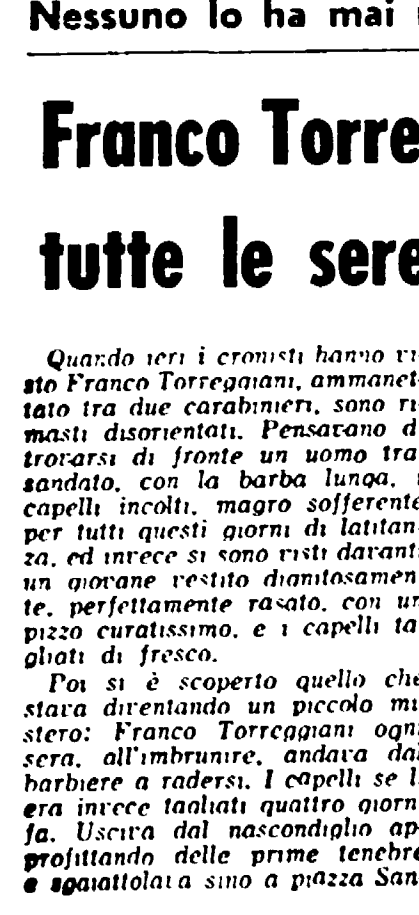 Nessuno lo ha mai
Franco Torre
tutte le sere
Quando ieri i cronisti hanno vi
sto Franco Torreggiani, ammanet
tato tra due carabinieri, sono ri
masti disorientati. Pensavano d
trovarsi di fronte un uomo tra
sandato, con la barba lunga, i
capelli incolti, magro sofferente
per tutti questi giorni di latitan
za, ed invece si sono visti davanti
un giovane vestito dignitosamen
te, perfettamente rasato, con un
pizzo curatissimo, e i capelli ta
gliati di fresco.
Poi si è scoperto quello che
stava diventando un piccolo mi
stero: Franco Torreggiani ogni
sera, all'imbrunire, andava dal
barbiere a radersi. I capelli se li
era invece tagliati quattro giorni
fa. Usciva dal nascondiglio ap
profittando delle prime tenebre
e sgaiattolava sino a piazza San